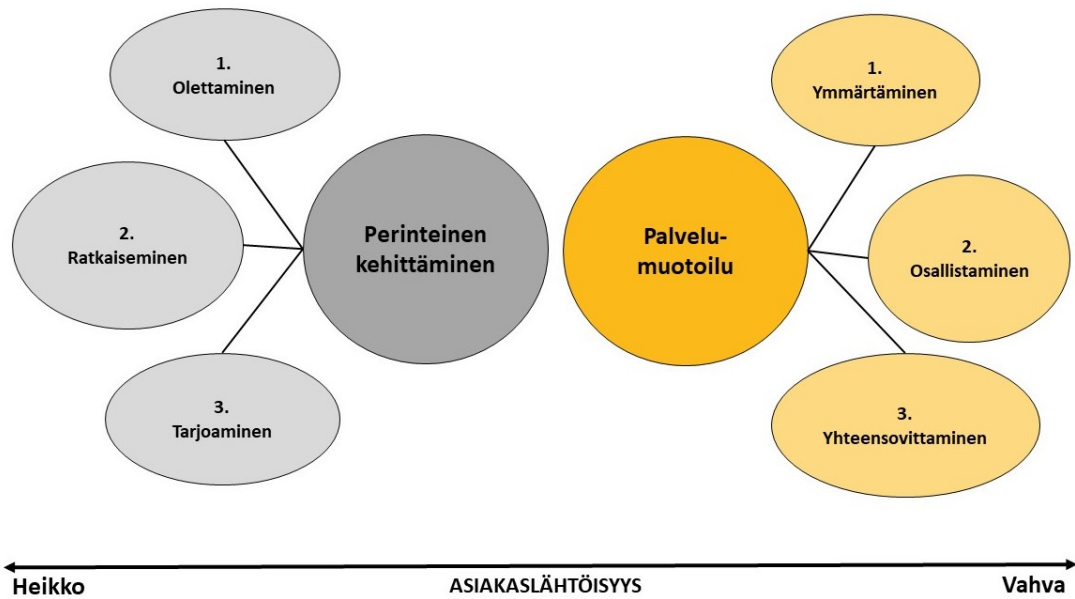 1.
Olettaminen
2.
Ratkaiseminen
3.
Tarjoaminen
Perinteinen
kehittäminen
Palvelu-
muotoilu
1.
Ymmärtäminen
2.
Osallistaminen
3.
Yhteensovittaminen
Heikko
ASIAKASLÄHTÖISYYS
Vahva